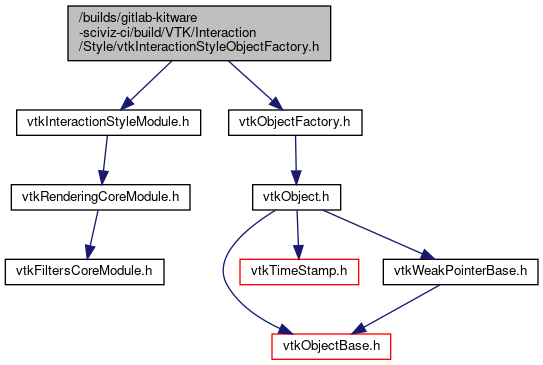 /builds/gitlab-kitware
-sciviz-ci/build/VTK/Interaction
/Style/vtkInteractionStyleObjectFactory.h
vtkInteractionStyleModule.h
vtkObjectFactory.h
vtkRenderingCoreModule.h
vtkObject.h
vtkFiltersCoreModule.h
vtkTimeStamp.h
vtkWeakPointerBase.h
vtkObjectBase.h